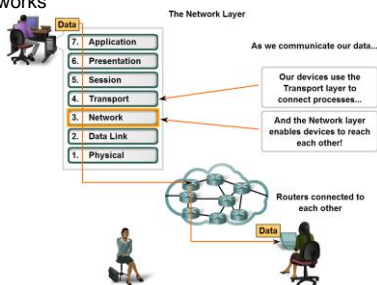 works
The Network Layer
Data
7. Application
6. Presentation
5. Session
4. Transport
3. Network
2. Data Link
1. Physical
As we communicate our data...
Our devices use the
Transport layer to
connect processes...
And the Network layer
enables devices to reach
each other!
Routers connected to
each other
Data